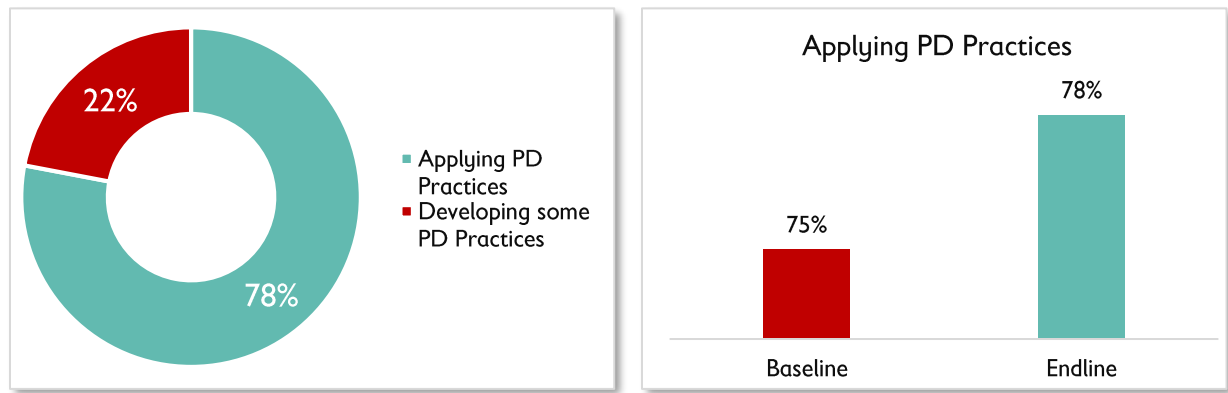 22%
78%
Applying PD
Practices
Developing some
PD Practices
Applying PD Practices
75%
78%
Baseline
Endline